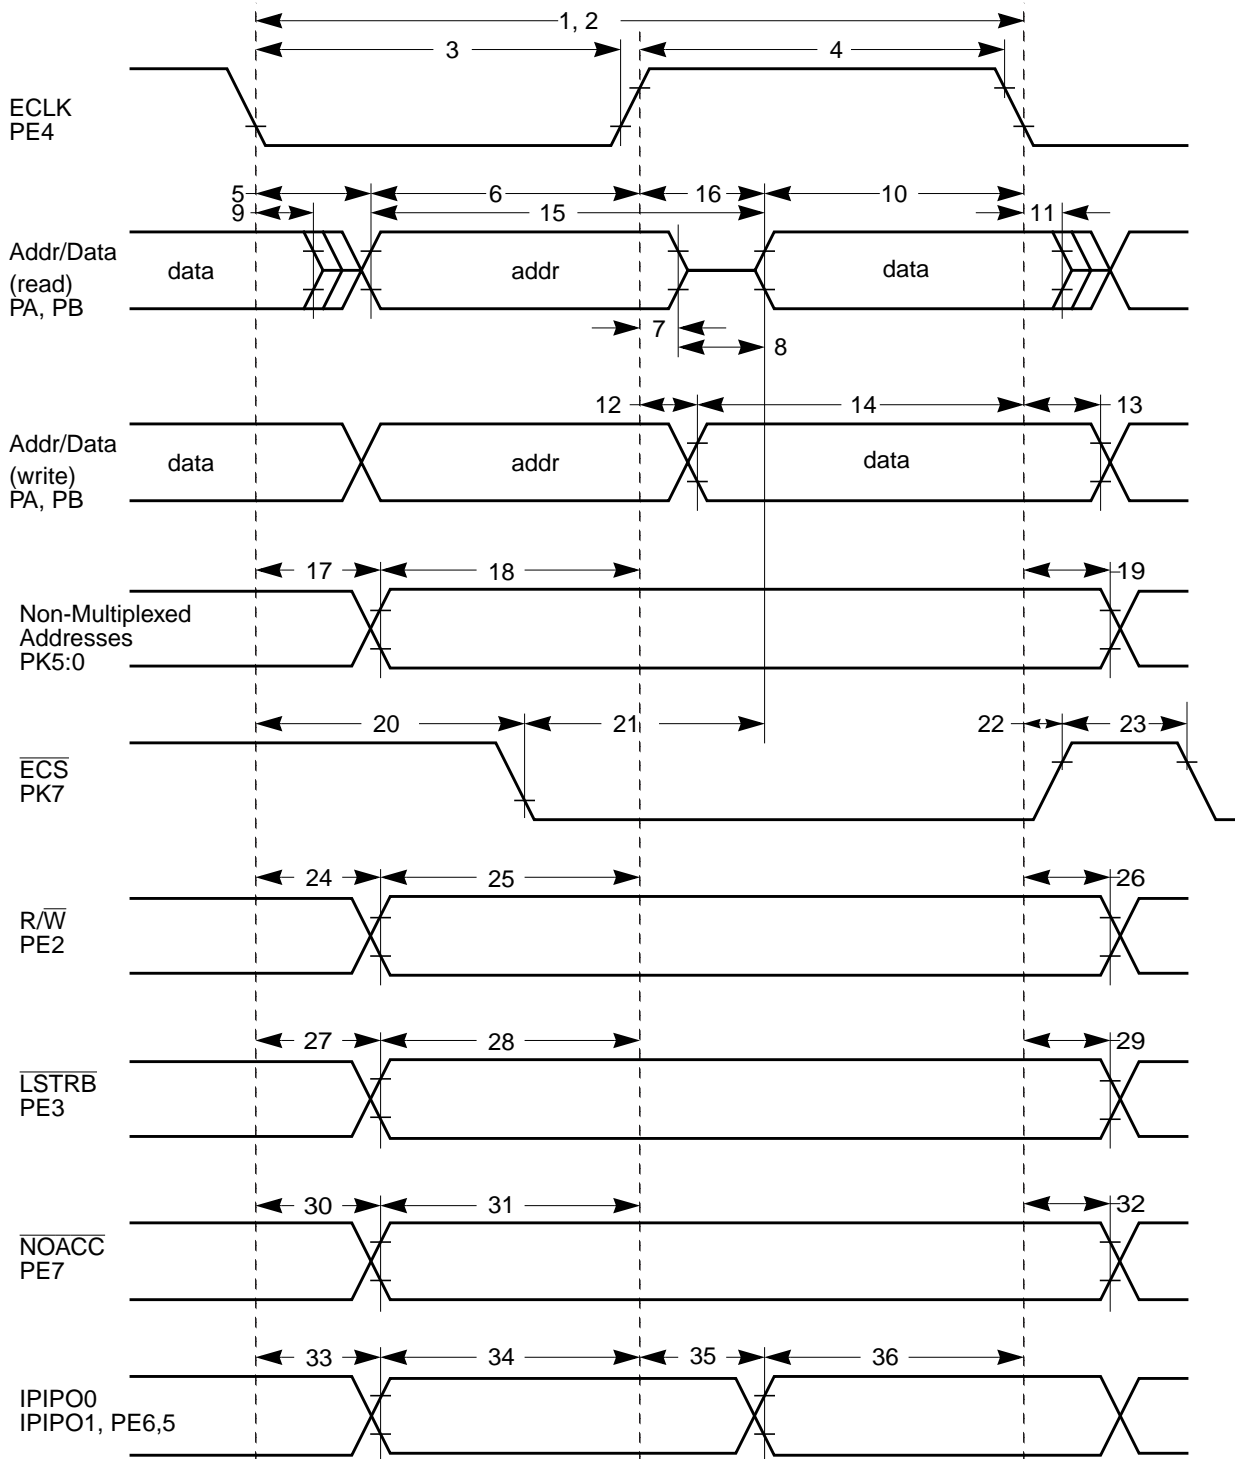 1, 2
3
4
ECLK
PE4
5
6
16
10
9
15
11
Addr/Data
(read)
PA, PB
data
addr
data
7
8
12
14
13
Addr/Data
(write)
PA, PB
data
addr
data
17
18
19
Non-Multiplexed
Addresses
PK5:0
20
21
22
23
ECS
PK7
24
25
26
R/W
PE2
27
28
29
LSTRB
PE3
30
31
32
NOACC
PE7
33
34
35
36
IPIPO0
IPIPO1, PE6,5